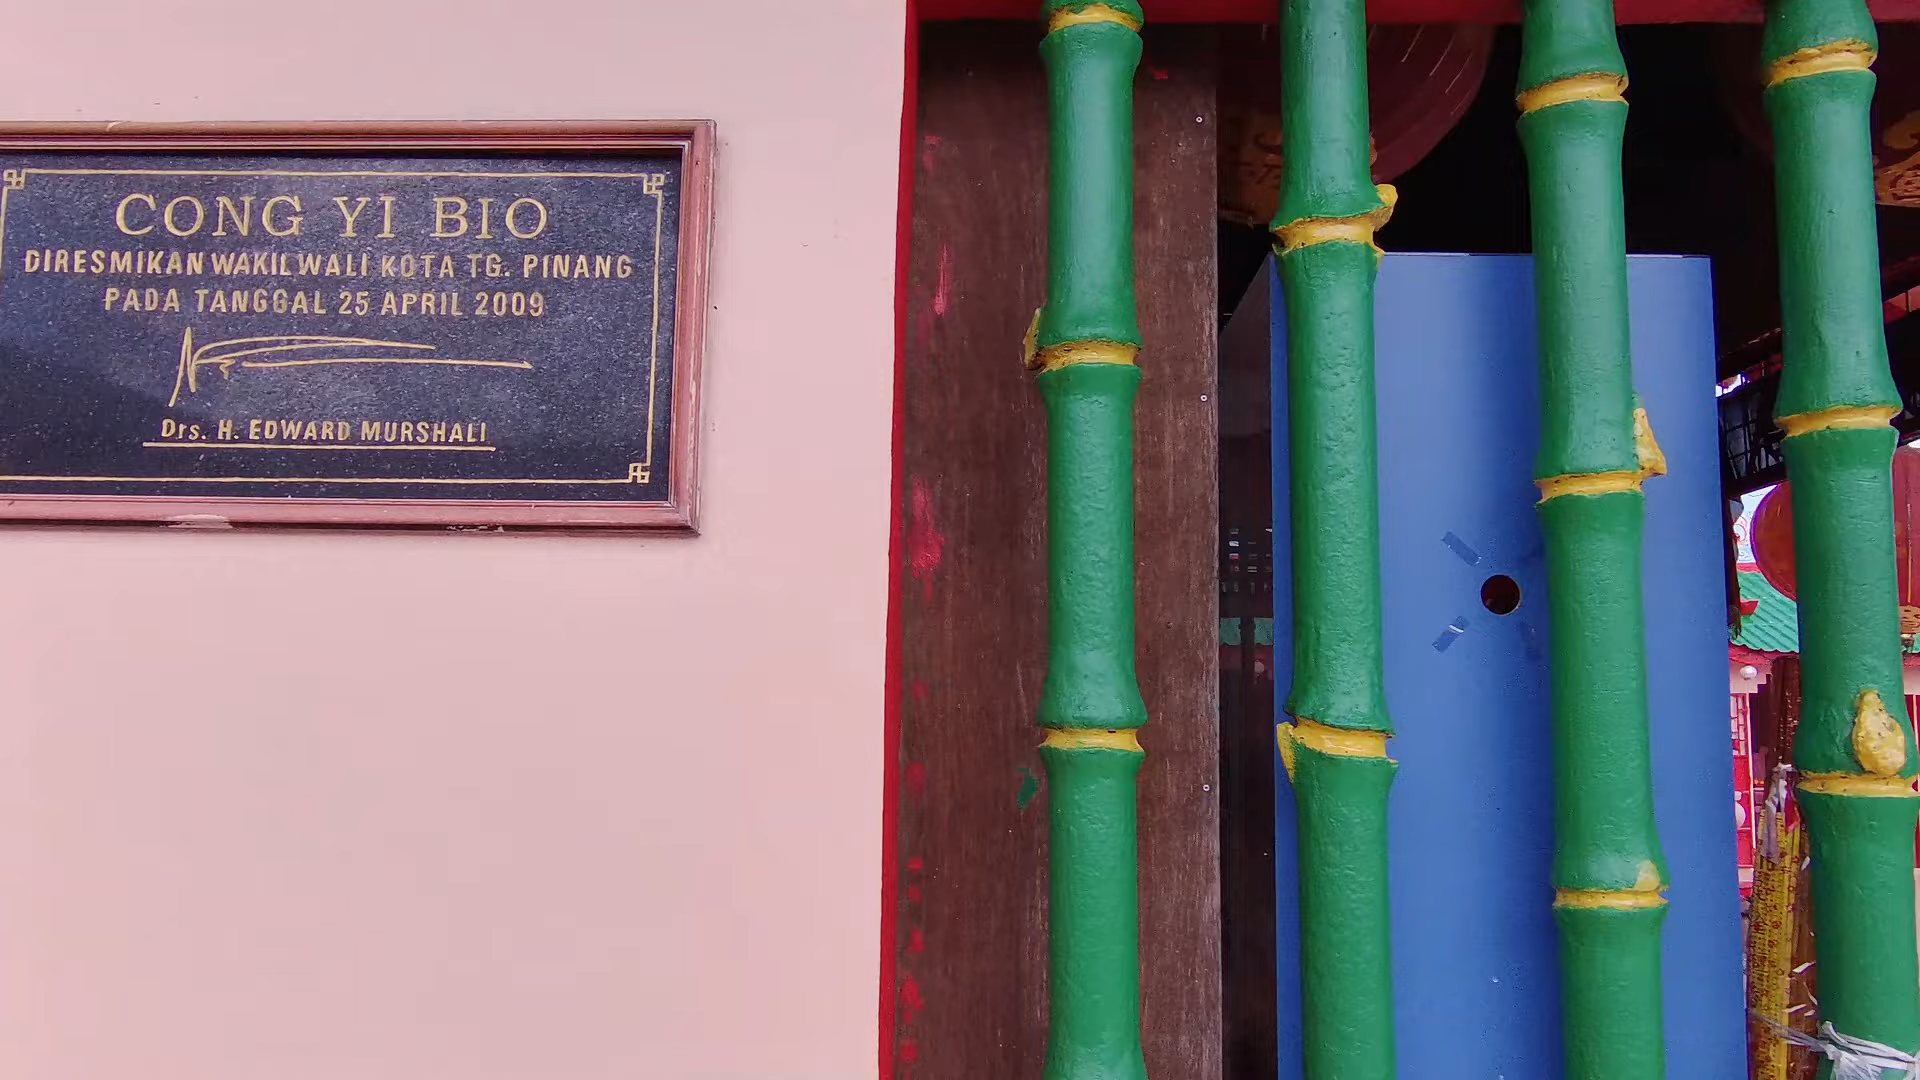 CONG YI BIO
DIRESMIKAN WAKIL WALI KOTA TG. PINANG
PADA TANGGAL 25 APRIL 2009
Drs. H. EDWARD MURSHALI